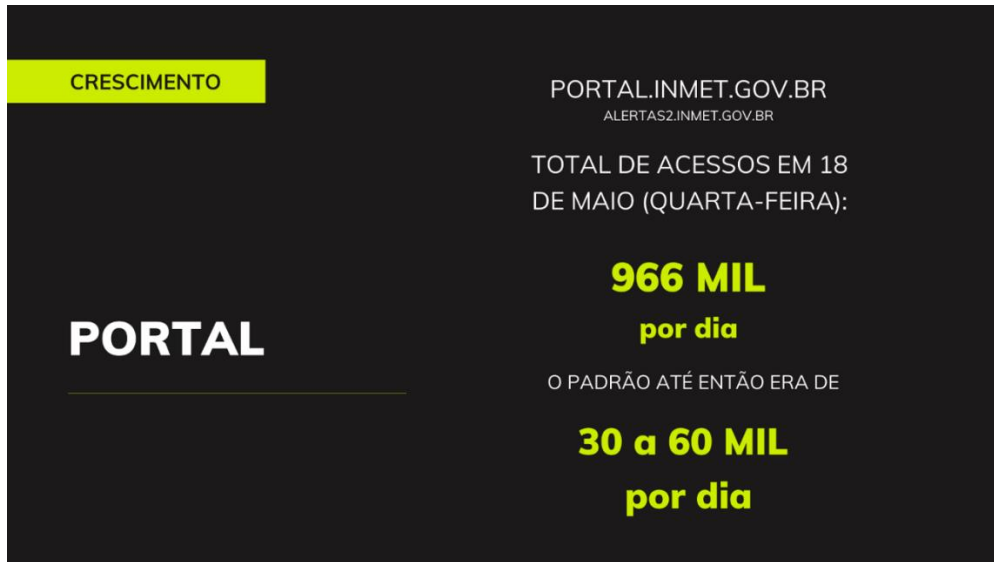 CRESCIMENTO
PORTAL
PORTAL.INMET.GOV.BR
ALERTAS2.INMET.GOV.BR
TOTAL DE ACESSOS EM 18
DE MAIO (QUARTA-FEIRA):
966 MIL
por dia
O PADRÃO ATÉ ENTÃO ERA DE
30 a 60 MIL
por dia